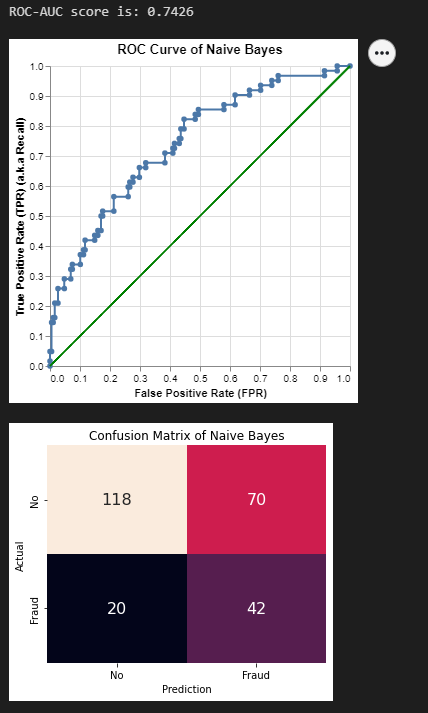 ROC-AUC score is: 0.7426
ROC Curve of Naive Bayes
True Positive Rate (TPR) (a.k.a Recall)
1.0
0.9
0.8
0.7
0.6
0.5
0.4
0.3
0.2
0.1
0.0
0.0 0.1 0.2 0.3 0.4 0.5 0.6 0.7 0.8 0.9 1.0
False Positive Rate (FPR)
Confusion Matrix of Naive Bayes
Actual
No
118 70
Fraud
20 42
No Fraud
Prediction